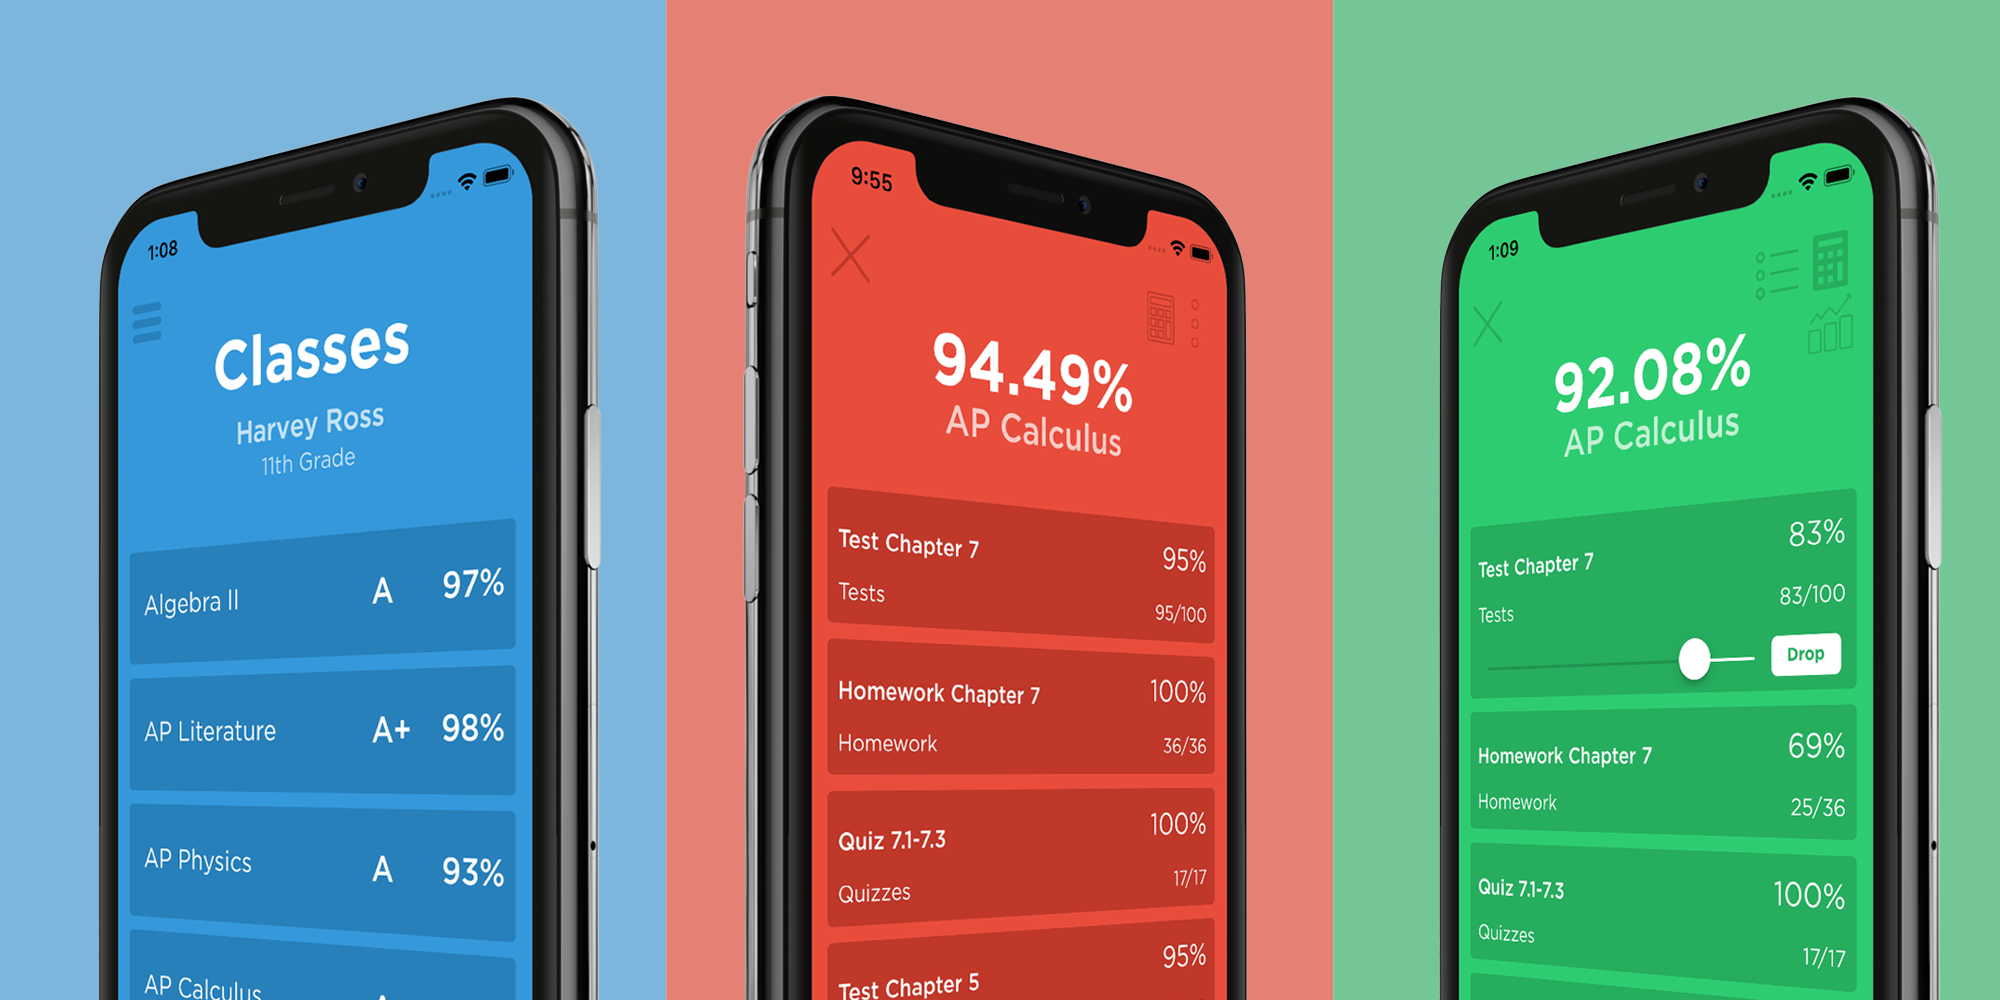 1:08
Classes
Harvey Ross
11th Grade
Algebra II A 97%
AP Literature A+ 98%
AP Physics A 93%
AP Calculus
9:55
94.49%
AP Calculus
Test Chapter 7 95%
Tests 95/100
Homework Chapter 7 100%
Homework 36/36
Quiz 7.1-7.3 100%
Quizzes 17/17
Test Chapter 5 95%
1:09
92.08%
AP Calculus
Test Chapter 7 83%
Tests 83/100
Drop
Homework Chapter 7 69%
Homework 25/36
Quiz 7.1-7.3 100%
Quizzes 17/17